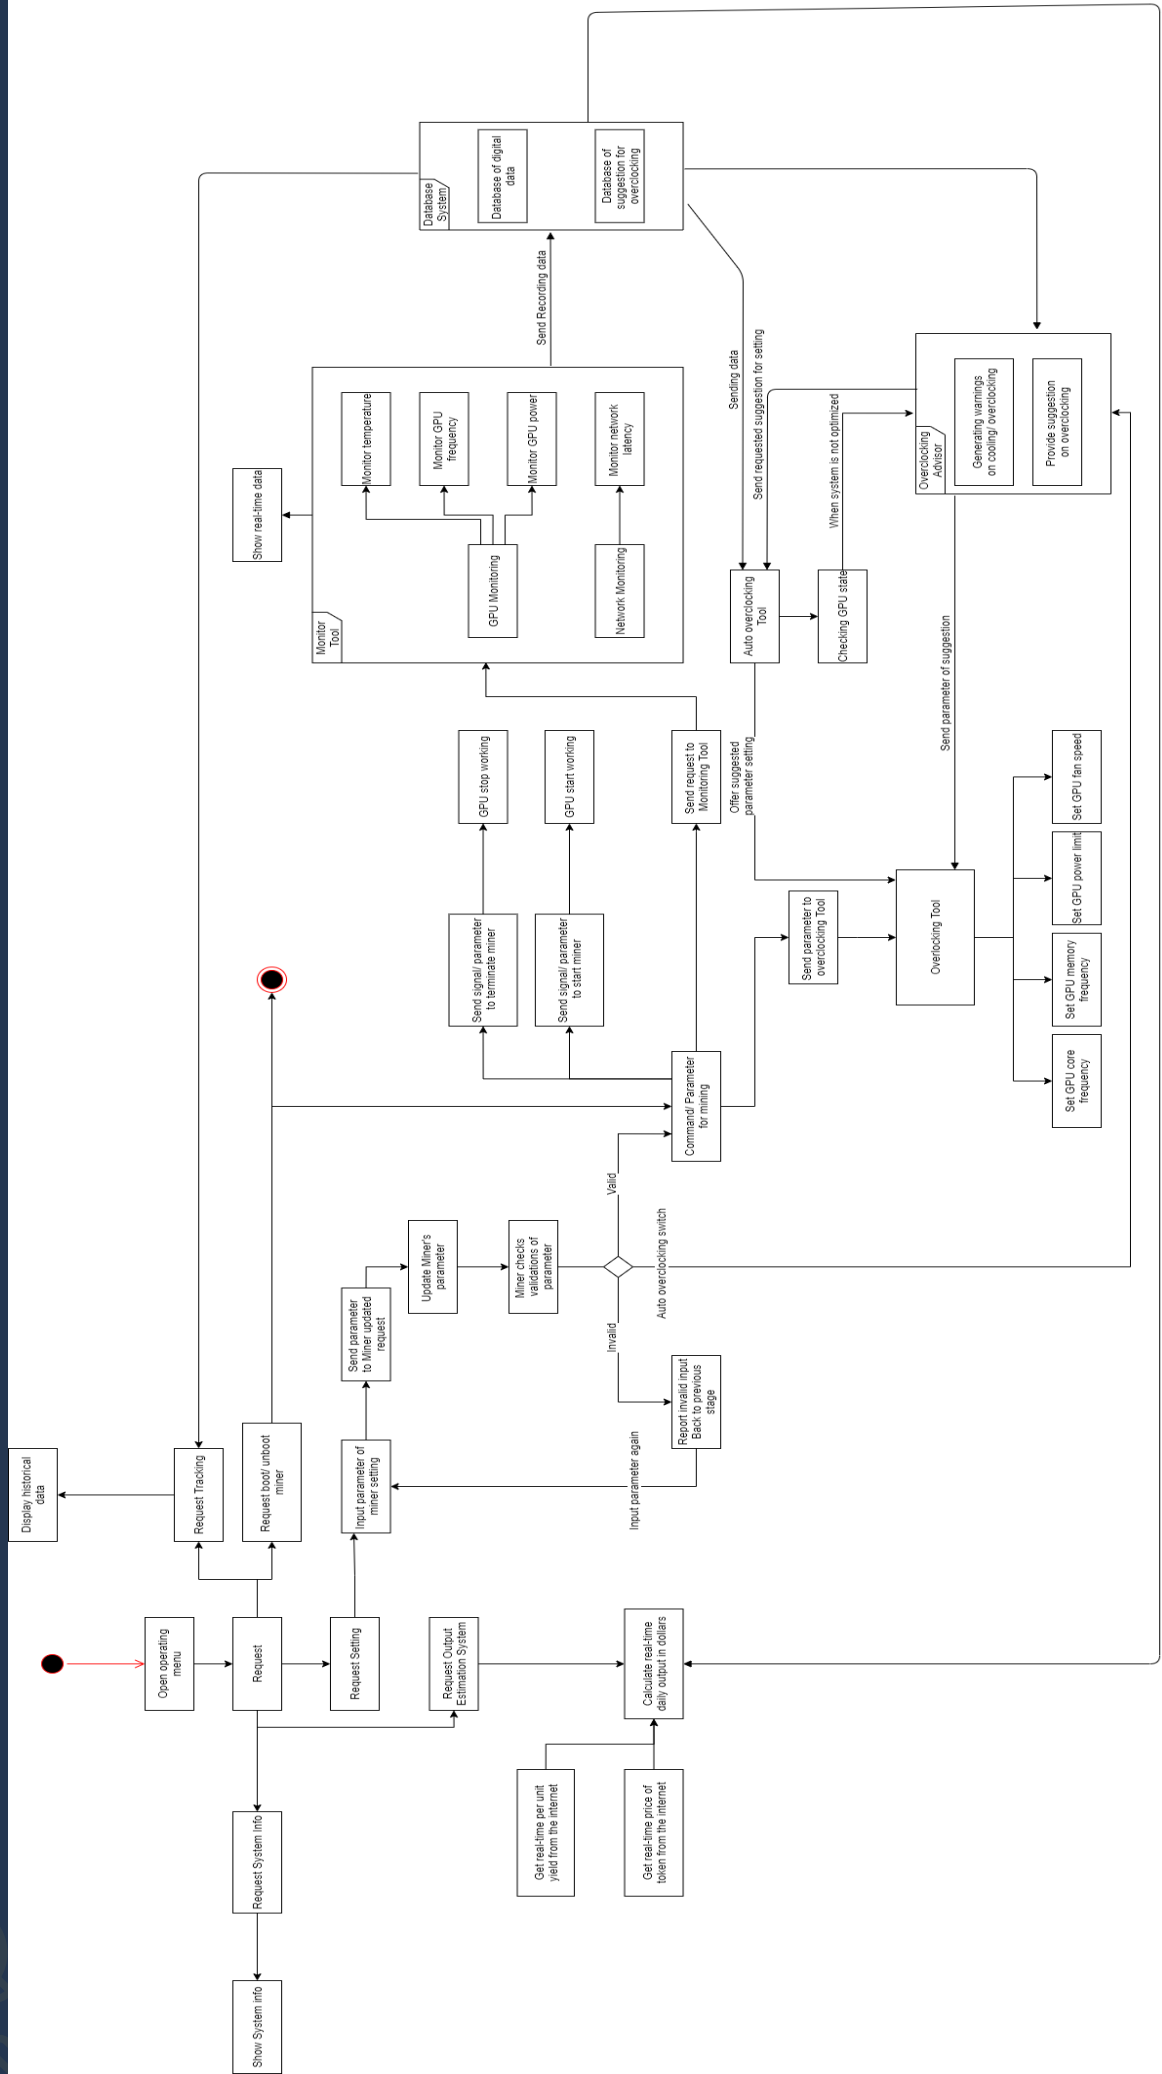 Show System info
Request System Info
Open operating
menu
Request
Request Setting
Request Output
Estimation System
Get real-time per unit
yield from the internet
Get real-time price of
token from the internet
Calculate real-time
daily output in dollars
Display historical
data
Request Tracking
Request boot/ unboot
miner
Input parameter of
miner setting
Input parameter again
Send parameter
to Miner updated
request
Update Miner's
parameter
Miner checks
validations of
parameter
Invalid
Report invalid input
Back to previous
stage
Auto overclocking switch
Valid
Command/ Parameter
for mining
Send signal/ parameter
to terminate miner
Send signal/ parameter
to start miner
GPU stop working
GPU start working
Send request to
Monitoring Tool
Send parameter to
overclocking Tool
Offer suggested
parameter setting
Overlocking Tool
Set GPU core
frequency
Set GPU memory
frequency
Set GPU power limit
Set GPU fan speed
Send parameter of suggestion
Show real-time data
Monitor
Tool
GPU Monitoring
Network Monitoring
Monitor temperature
Monitor GPU
frequency
Monitor GPU power
Monitor network
latency
Auto overclocking
Tool
Checking GPU state
When system is not optimized
Send requested suggestion for setting
Sending data
Overclocking
Advisor
Generating warnings
on cooling/ overclocking
Provide suggestion
on overclocking
Send Recording data
Database
System
Database of digital
data
Database of
suggestion for
overclocking